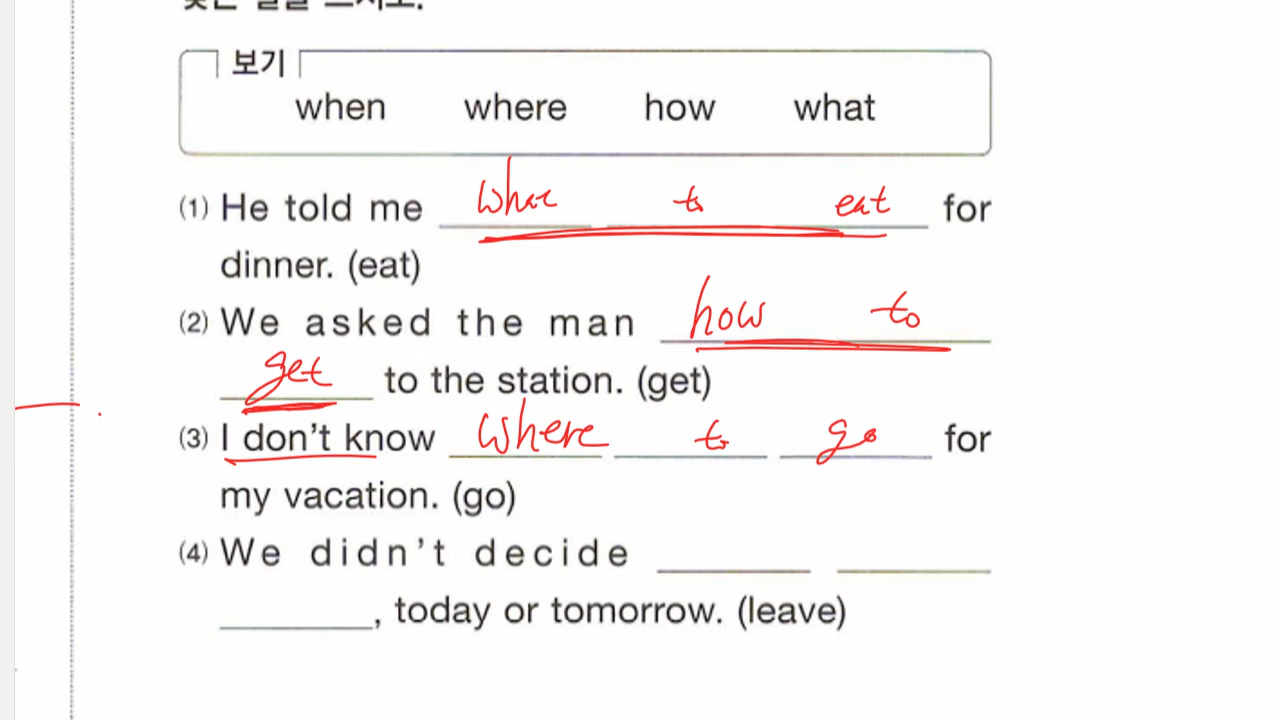 보기
when where how what
(1) He told me what to eat for
dinner. (eat)
(2) We asked the man how to
get to the station. (get)
(3) I don't know where to go for
my vacation. (go)
(4) We didn't decide
, today or tomorrow. (leave)